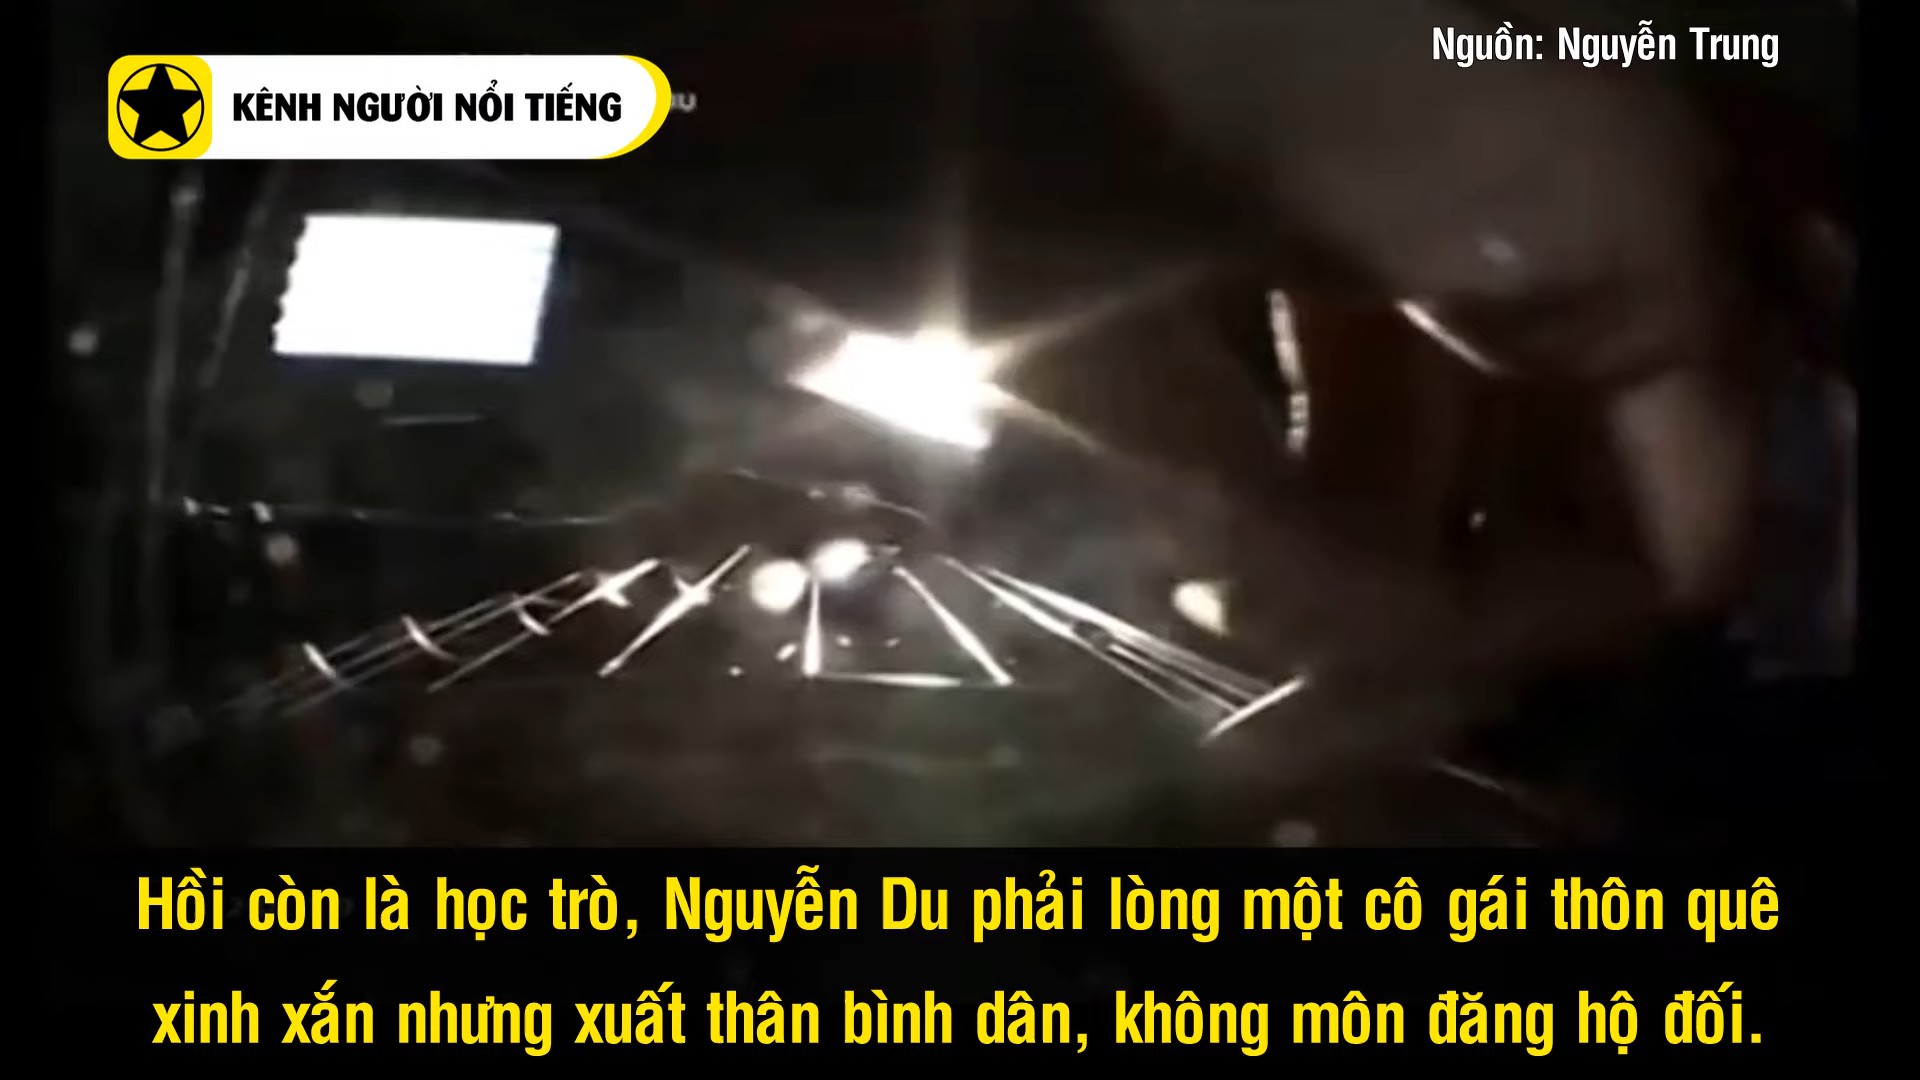 Nguồn: Nguyễn Trung
KÊNH NGƯỜI NỔI TIẾNG
Hồi còn là học trò, Nguyễn Du phải lòng một cô gái thôn quê
xinh xắn nhưng xuất thân bình dân, không môn đăng hộ đối.